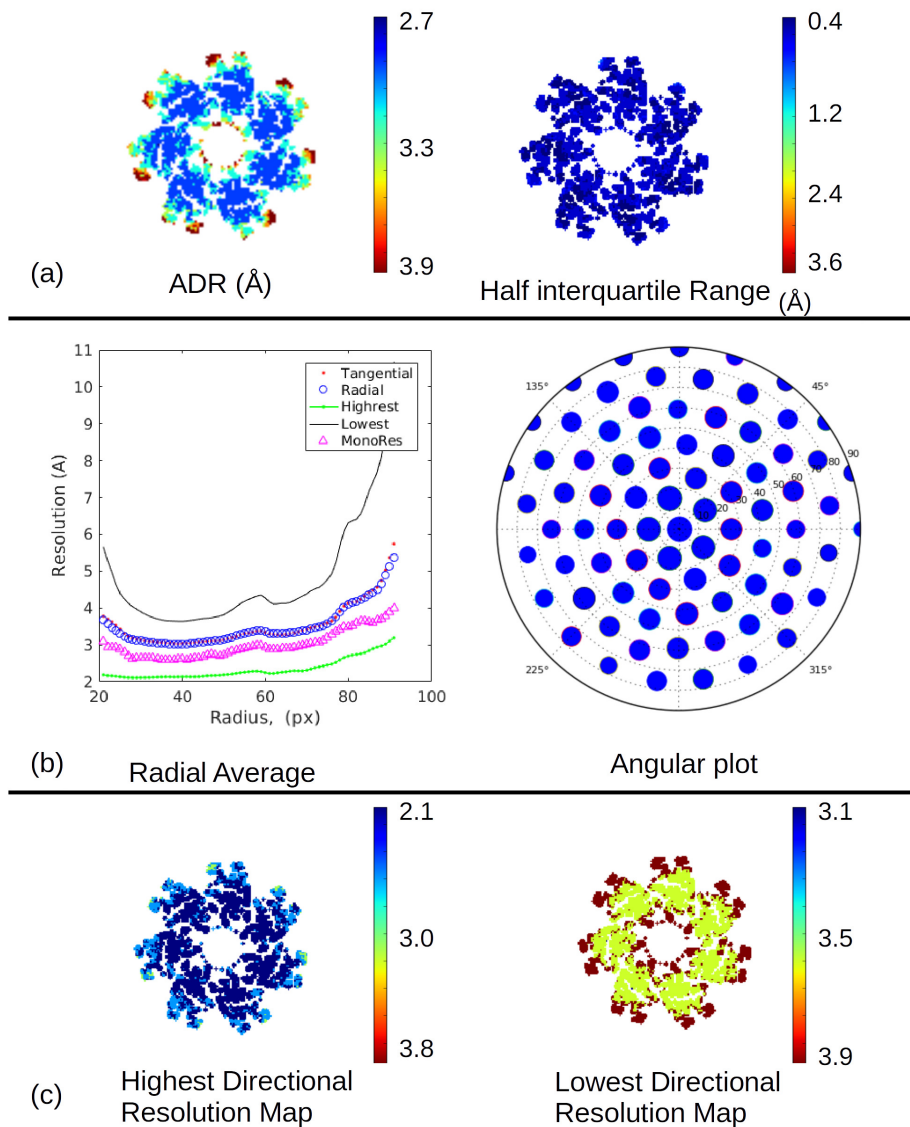 (a)
2.7
3.3
3.9
ADR (Å)
0.4
1.2
2.4
3.6
Half interquartile Range (Å)
11
10
9
8
7
6
5
4
3
2
Resolution (A)
20
40
60
80
100
Radius, (px)
Tangential
Radial
Highrest
Lowest
MonoRes
135°
45°
225°
315°
10
20
30
40
50
60
70
80
90
(b)
Radial Average
Angular plot
2.1
3.0
3.8
3.1
3.5
3.9
(c)
Highest Directional
Resolution Map
Lowest Directional
Resolution Map